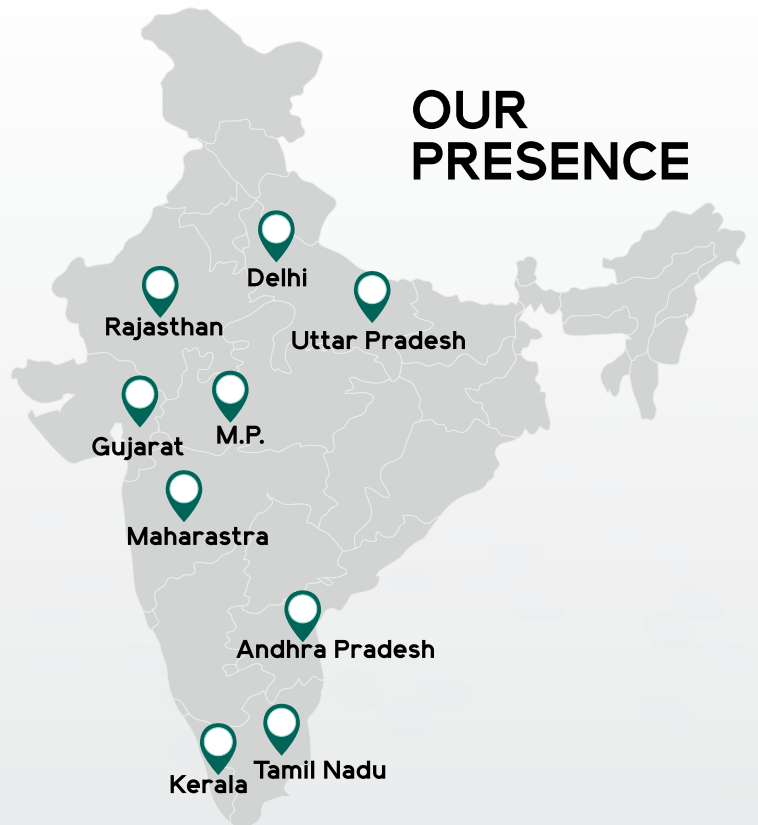 OUR
PRESENCE
Delhi
Rajasthan
Uttar Pradesh
Gujarat
M.P.
Maharastra
Andhra Pradesh
Tamil Nadu
Kerala